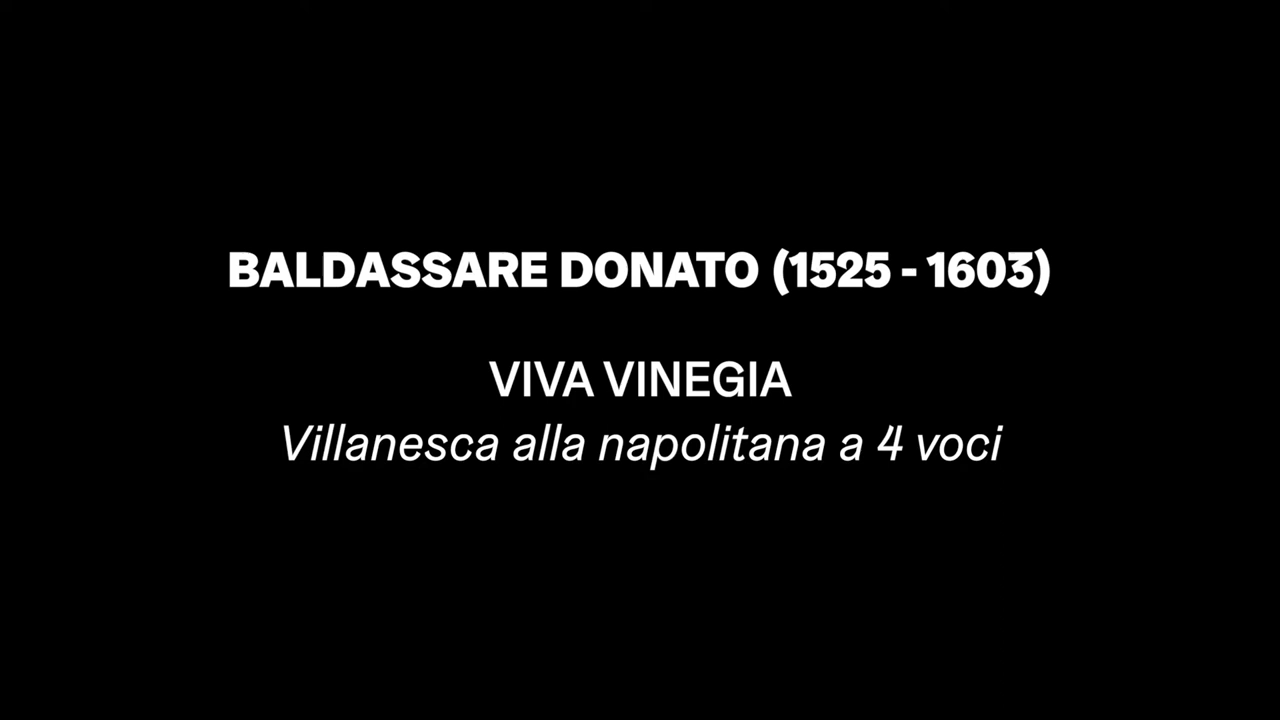 BALDASSARE DONATO (1525 - 1603)
VIVA VINEGIA
Villanesca alla napolitana a 4 voci